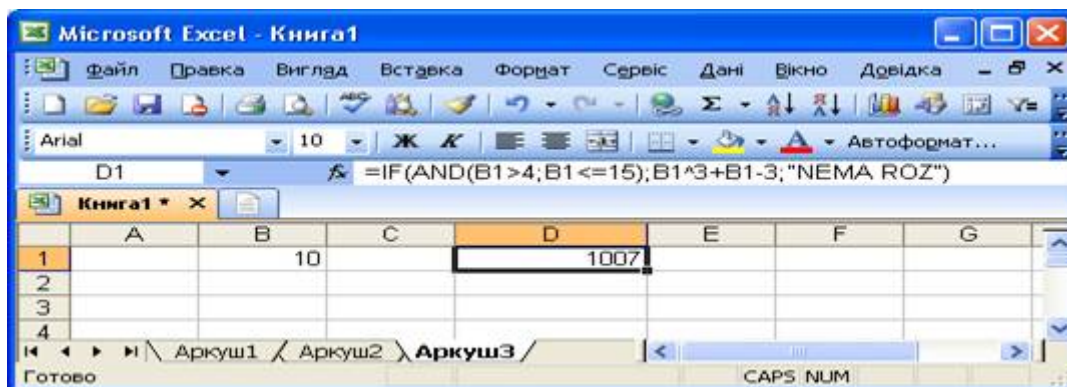 Microsoft Excel - Книга1
Файл Правка Вигляд Вставка Формат Сервіс Дані Вікно Довідка
Arial 10 Ж К Автоформат...
D1 fx =IF(AND(B1>4;B1<=15);B1^3+B1-3;"NEMA ROZ")
Книга1 *
A B C D E F G
1 10 1007
2
3
4
Аркуш1 Аркуш2 Аркуш3
Готово CAPS NUM